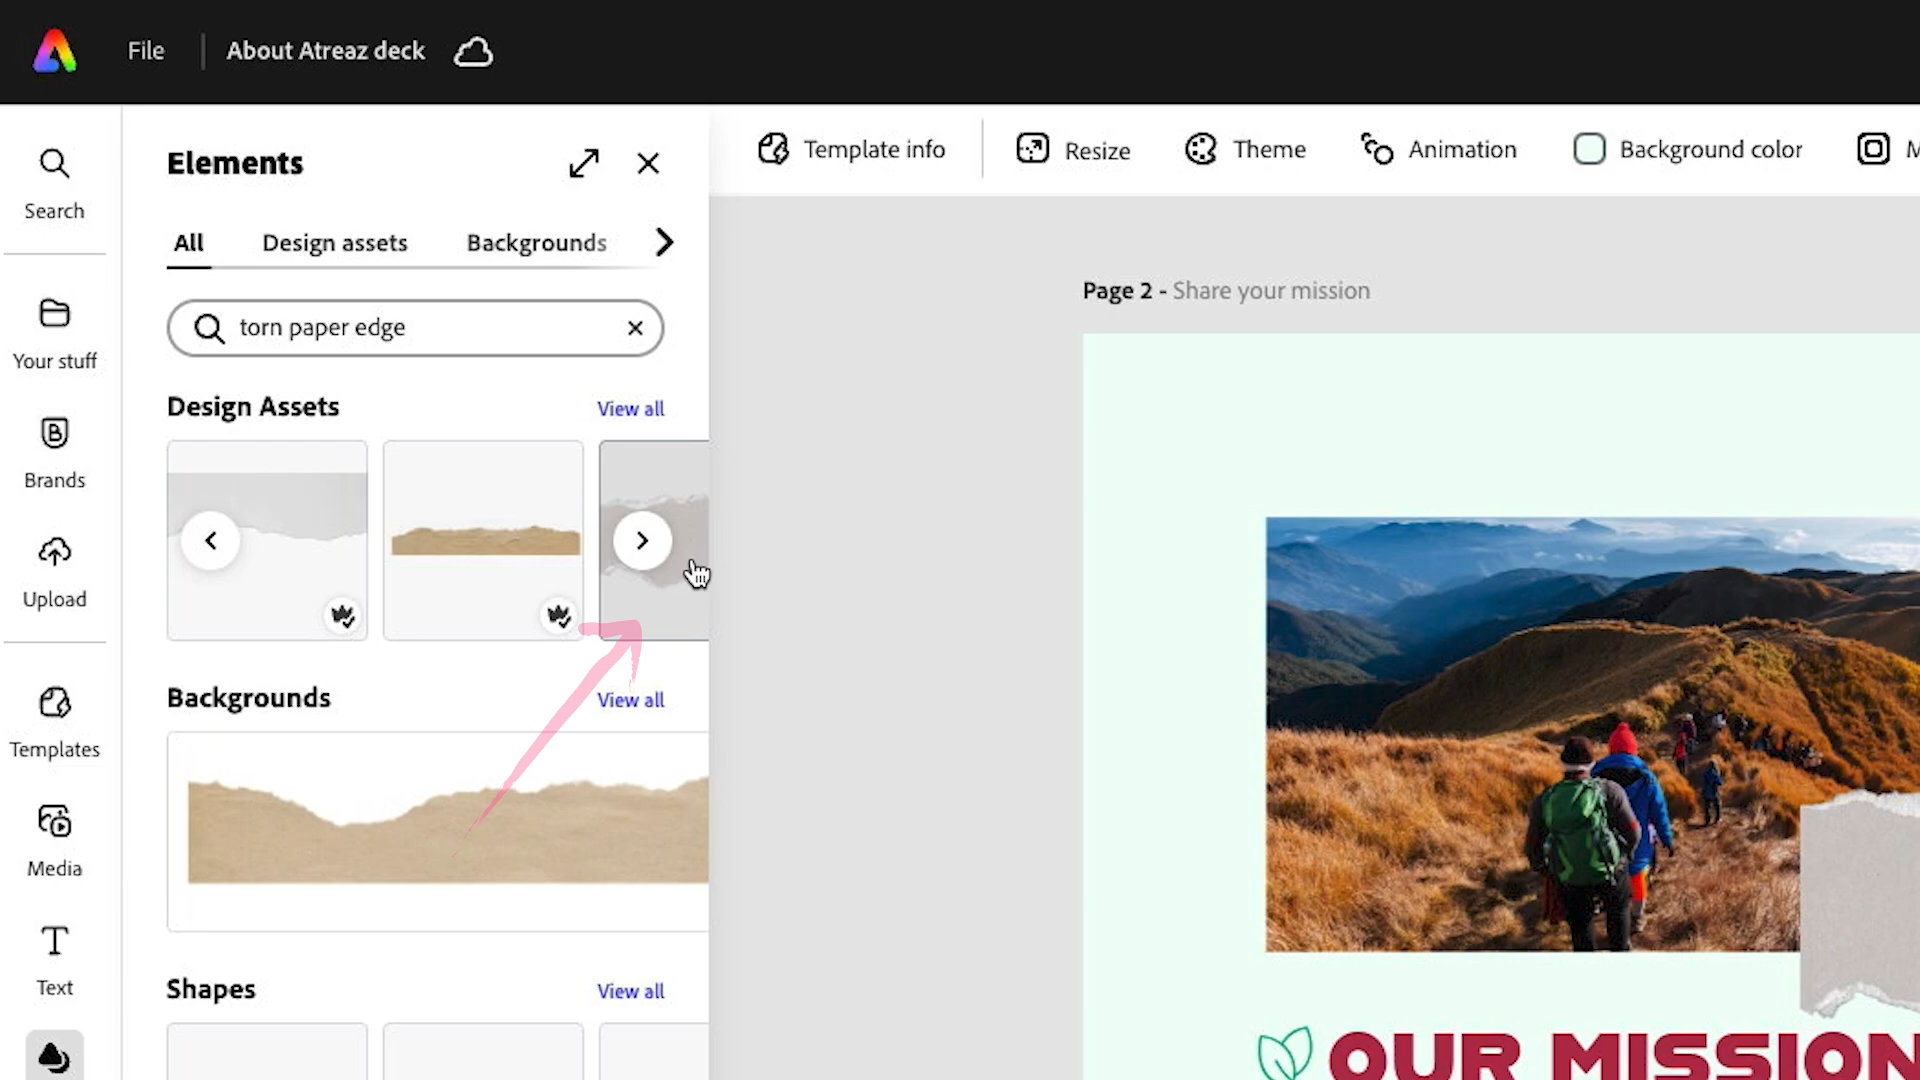 File
About Atreaz deck
Search
Your stuff
Brands
Upload
Templates
Media
Text
Elements
All
Design assets
Backgrounds
torn paper edge
Design Assets
View all
Backgrounds
View all
Shapes
View all
Template info
Resize
Theme
Animation
Background color
M
Page 2 - Share your mission
OUR MISSION